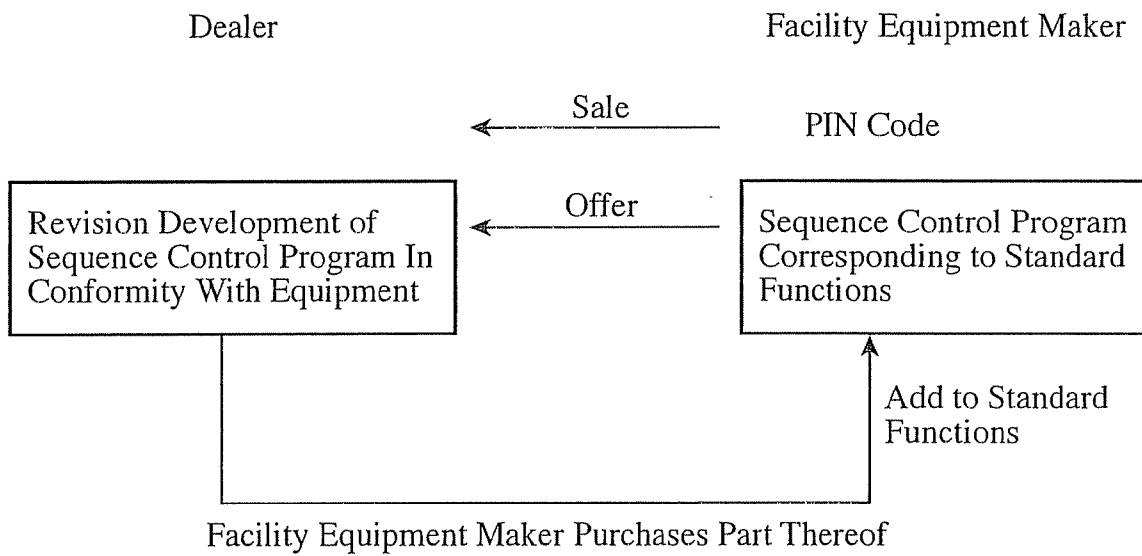 Dealer
Facility Equipment Maker
Sale
PIN Code
Offer
Revision Development of
Sequence Control Program In
Conformity With Equipment
Sequence Control Program
Corresponding to Standard
Functions
Add to Standard
Functions
Facility Equipment Maker Purchases Part Thereof